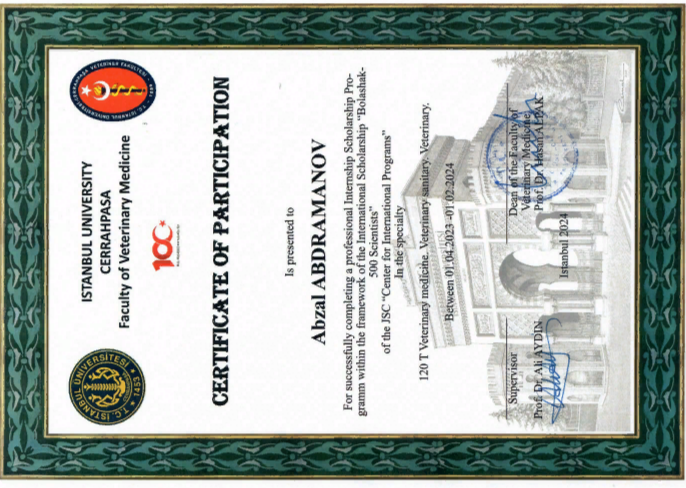 ISTANBUL UNIVERSITY
CERRAHPASA
Faculty of Veterinary Medicine
T.C. İSTANBUL ÜNİVERSİTESİ
1453
100
CERTIFICATE OF PARTICIPATION
Is presented to
Abzal ABDRAMANOV
For successfully completing a professional Internship Scholarship Pro-
gramm within the framework of the International Scholarship "Bolashak-
500 Scientists"
of the JSC "Center for International Programs"
In the specialty
120 T Veterinary medicine. Veterinary sanitary. Veterinary.
Between 01.04.2023 -01.02.2024
Supervisor
Prof. Dr. Ali AYDIN
Dean of the Faculty of
Veterinary Medicine
Prof. Dr. Hasan ALPAK
Istanbul 2024